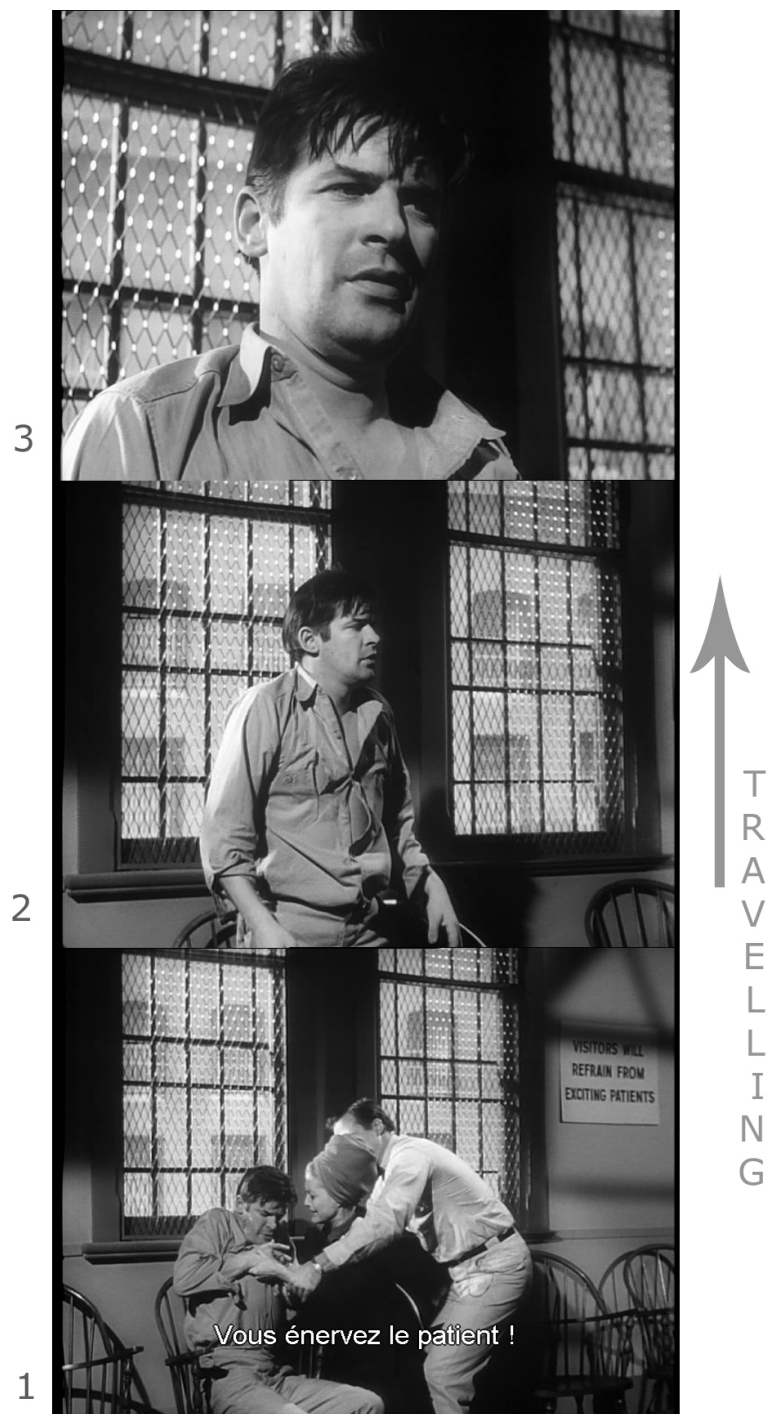 3
2
TRAVELLING
VISITORS WILL
REFRAIN FROM
EXCITING PATIENTS
Vous énervez le patient !
1